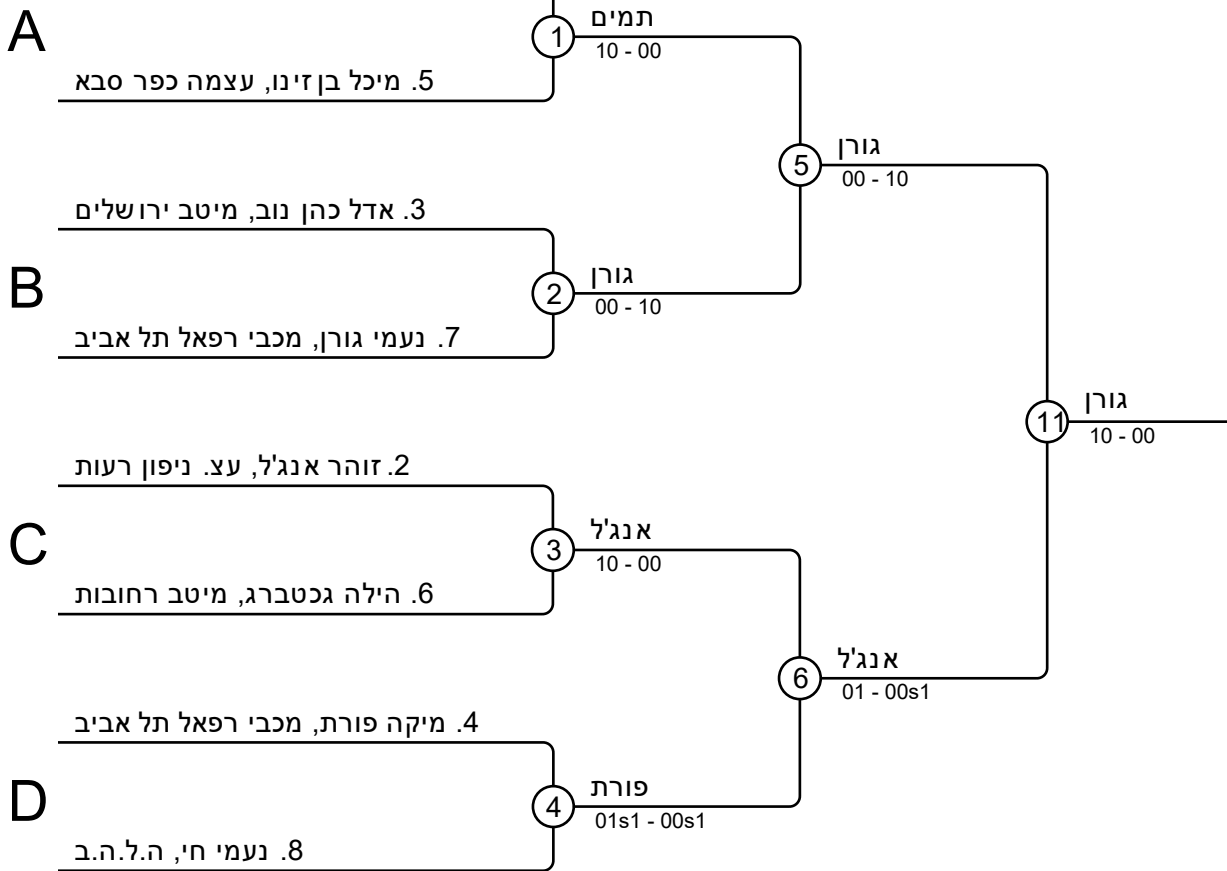 A
1
תמים
10 - 00
5. מיכל בן זינו, עצמה כפר סבא
5
גורן
00 - 10
3. אדל כהן נוב, מיטב ירושלים
B
2
גורן
00 - 10
7. נעמי גורן, מכבי רפאל תל אביב
11
גורן
10 - 00
2. זוהר אנג'ל, עצ. ניפון רעות
C
3
אנג'ל
10 - 00
6. הילה גכטברג, מיטב רחובות
6
אנג'ל
01 - 00s1
4. מיקה פורת, מכבי רפאל תל אביב
D
4
פורת
01s1 - 00s1
8. נעמי חי, ה.ל.ה.ב